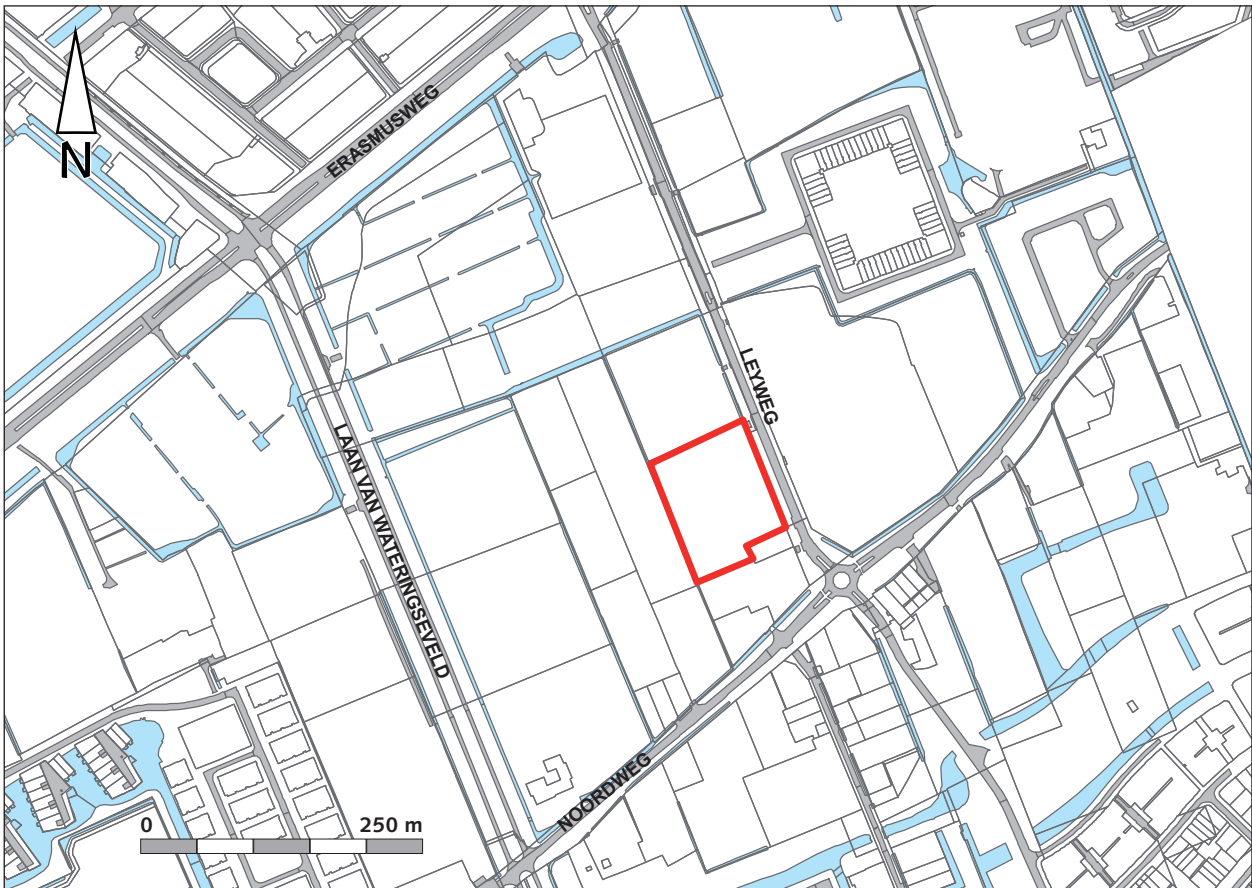 N
ERASMUSWEG
LEYWEG
LAAN VAN WATERINGSEVELD
NOORDWEG
0 250 m